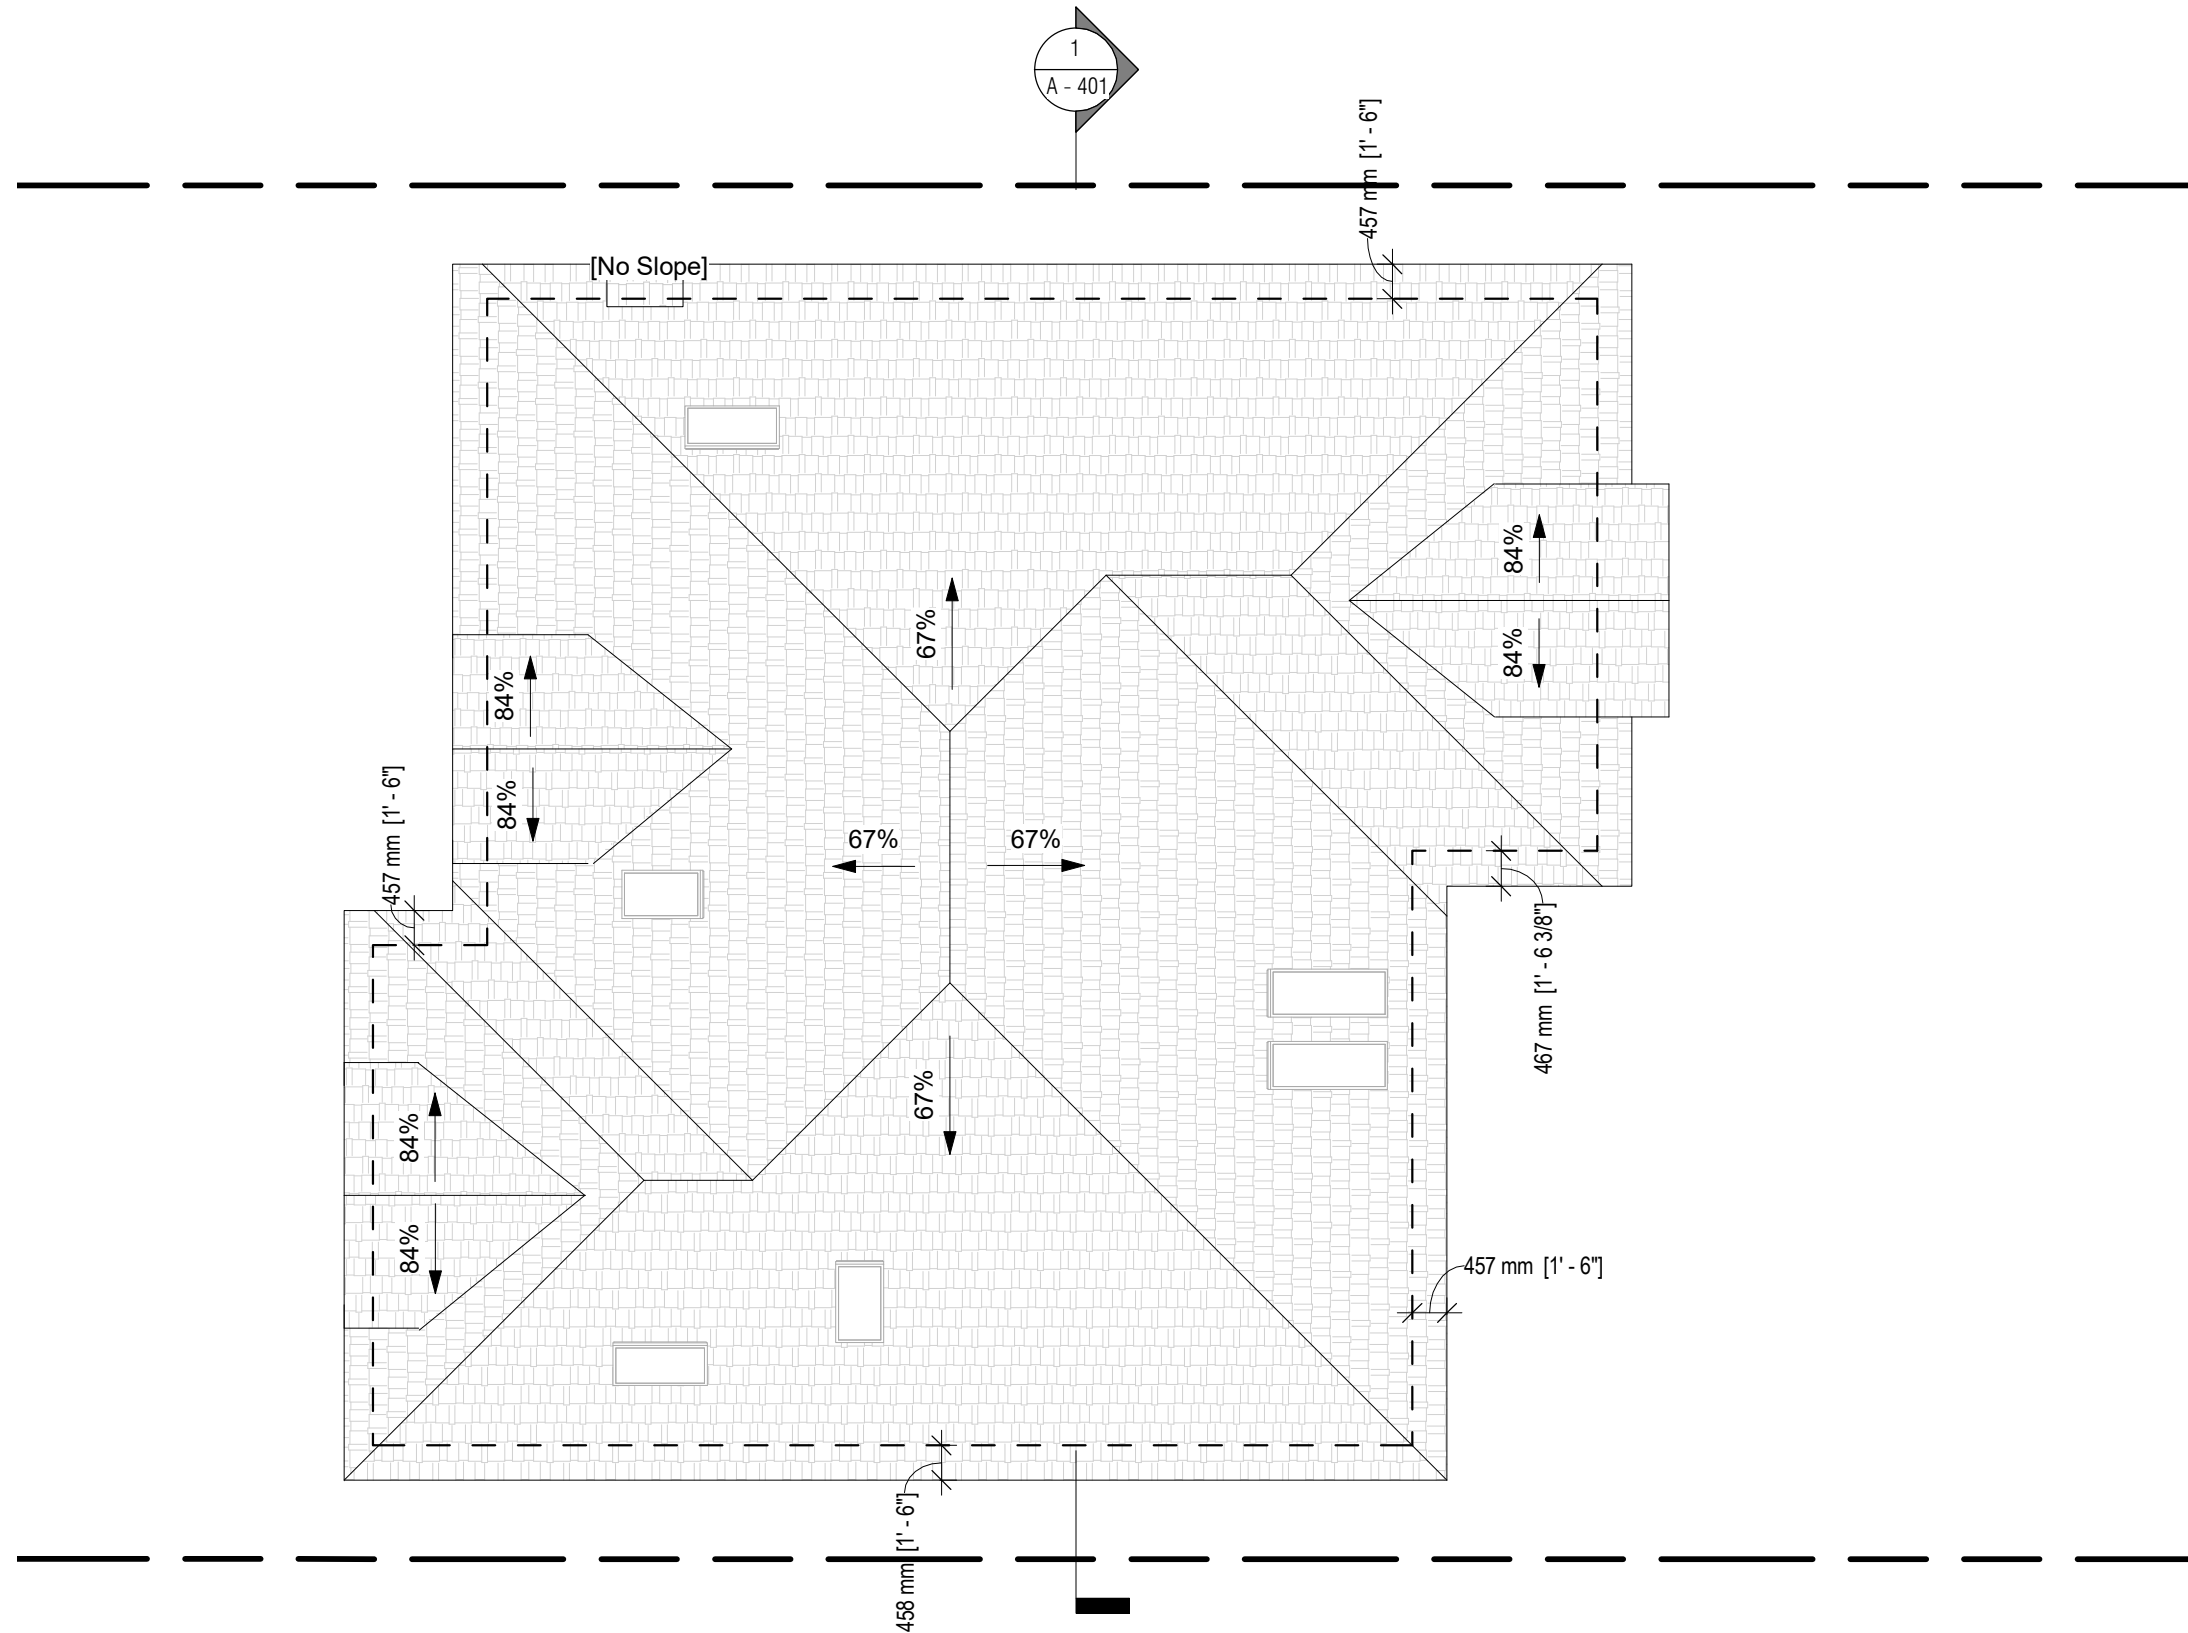 1
A - 401
457 mm [1' - 6"]
[No Slope]
84%
84%
67%
84%
84%
457 mm [1' - 6"]
67%
67%
467 mm [1' - 6 3/8"]
67%
84%
84%
457 mm [1' - 6"]
458 mm [1' - 6"]